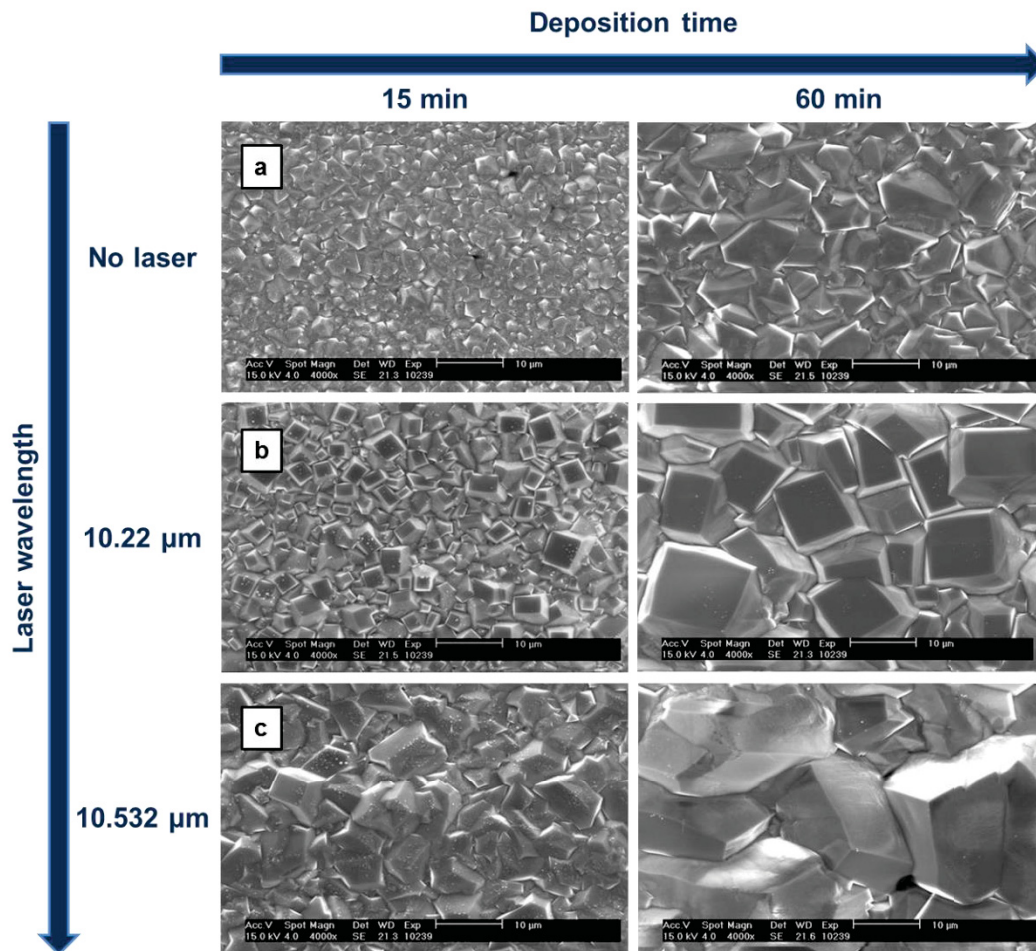 Deposition time
15 min
60 min
Laser wavelength
No laser
a
Acc.V Spot Magn Det WD Exp 10 µm
15.0 kV 4.0 4000x SE 21.3 10239
Acc.V Spot Magn Det WD Exp 10 µm
15.0 kV 4.0 4000x SE 21.5 10239
10.22 µm
b
Acc.V Spot Magn Det WD Exp 10 µm
15.0 kV 4.0 4000x SE 21.5 10239
Acc.V Spot Magn Det WD Exp 10 µm
15.0 kV 4.0 4000x SE 21.3 10239
10.532 µm
c
Acc.V Spot Magn Det WD Exp 10 µm
15.0 kV 4.0 4000x SE 21.3 10239
Acc.V Spot Magn Det WD Exp 10 µm
15.0 kV 4.0 4000x SE 21.6 10239